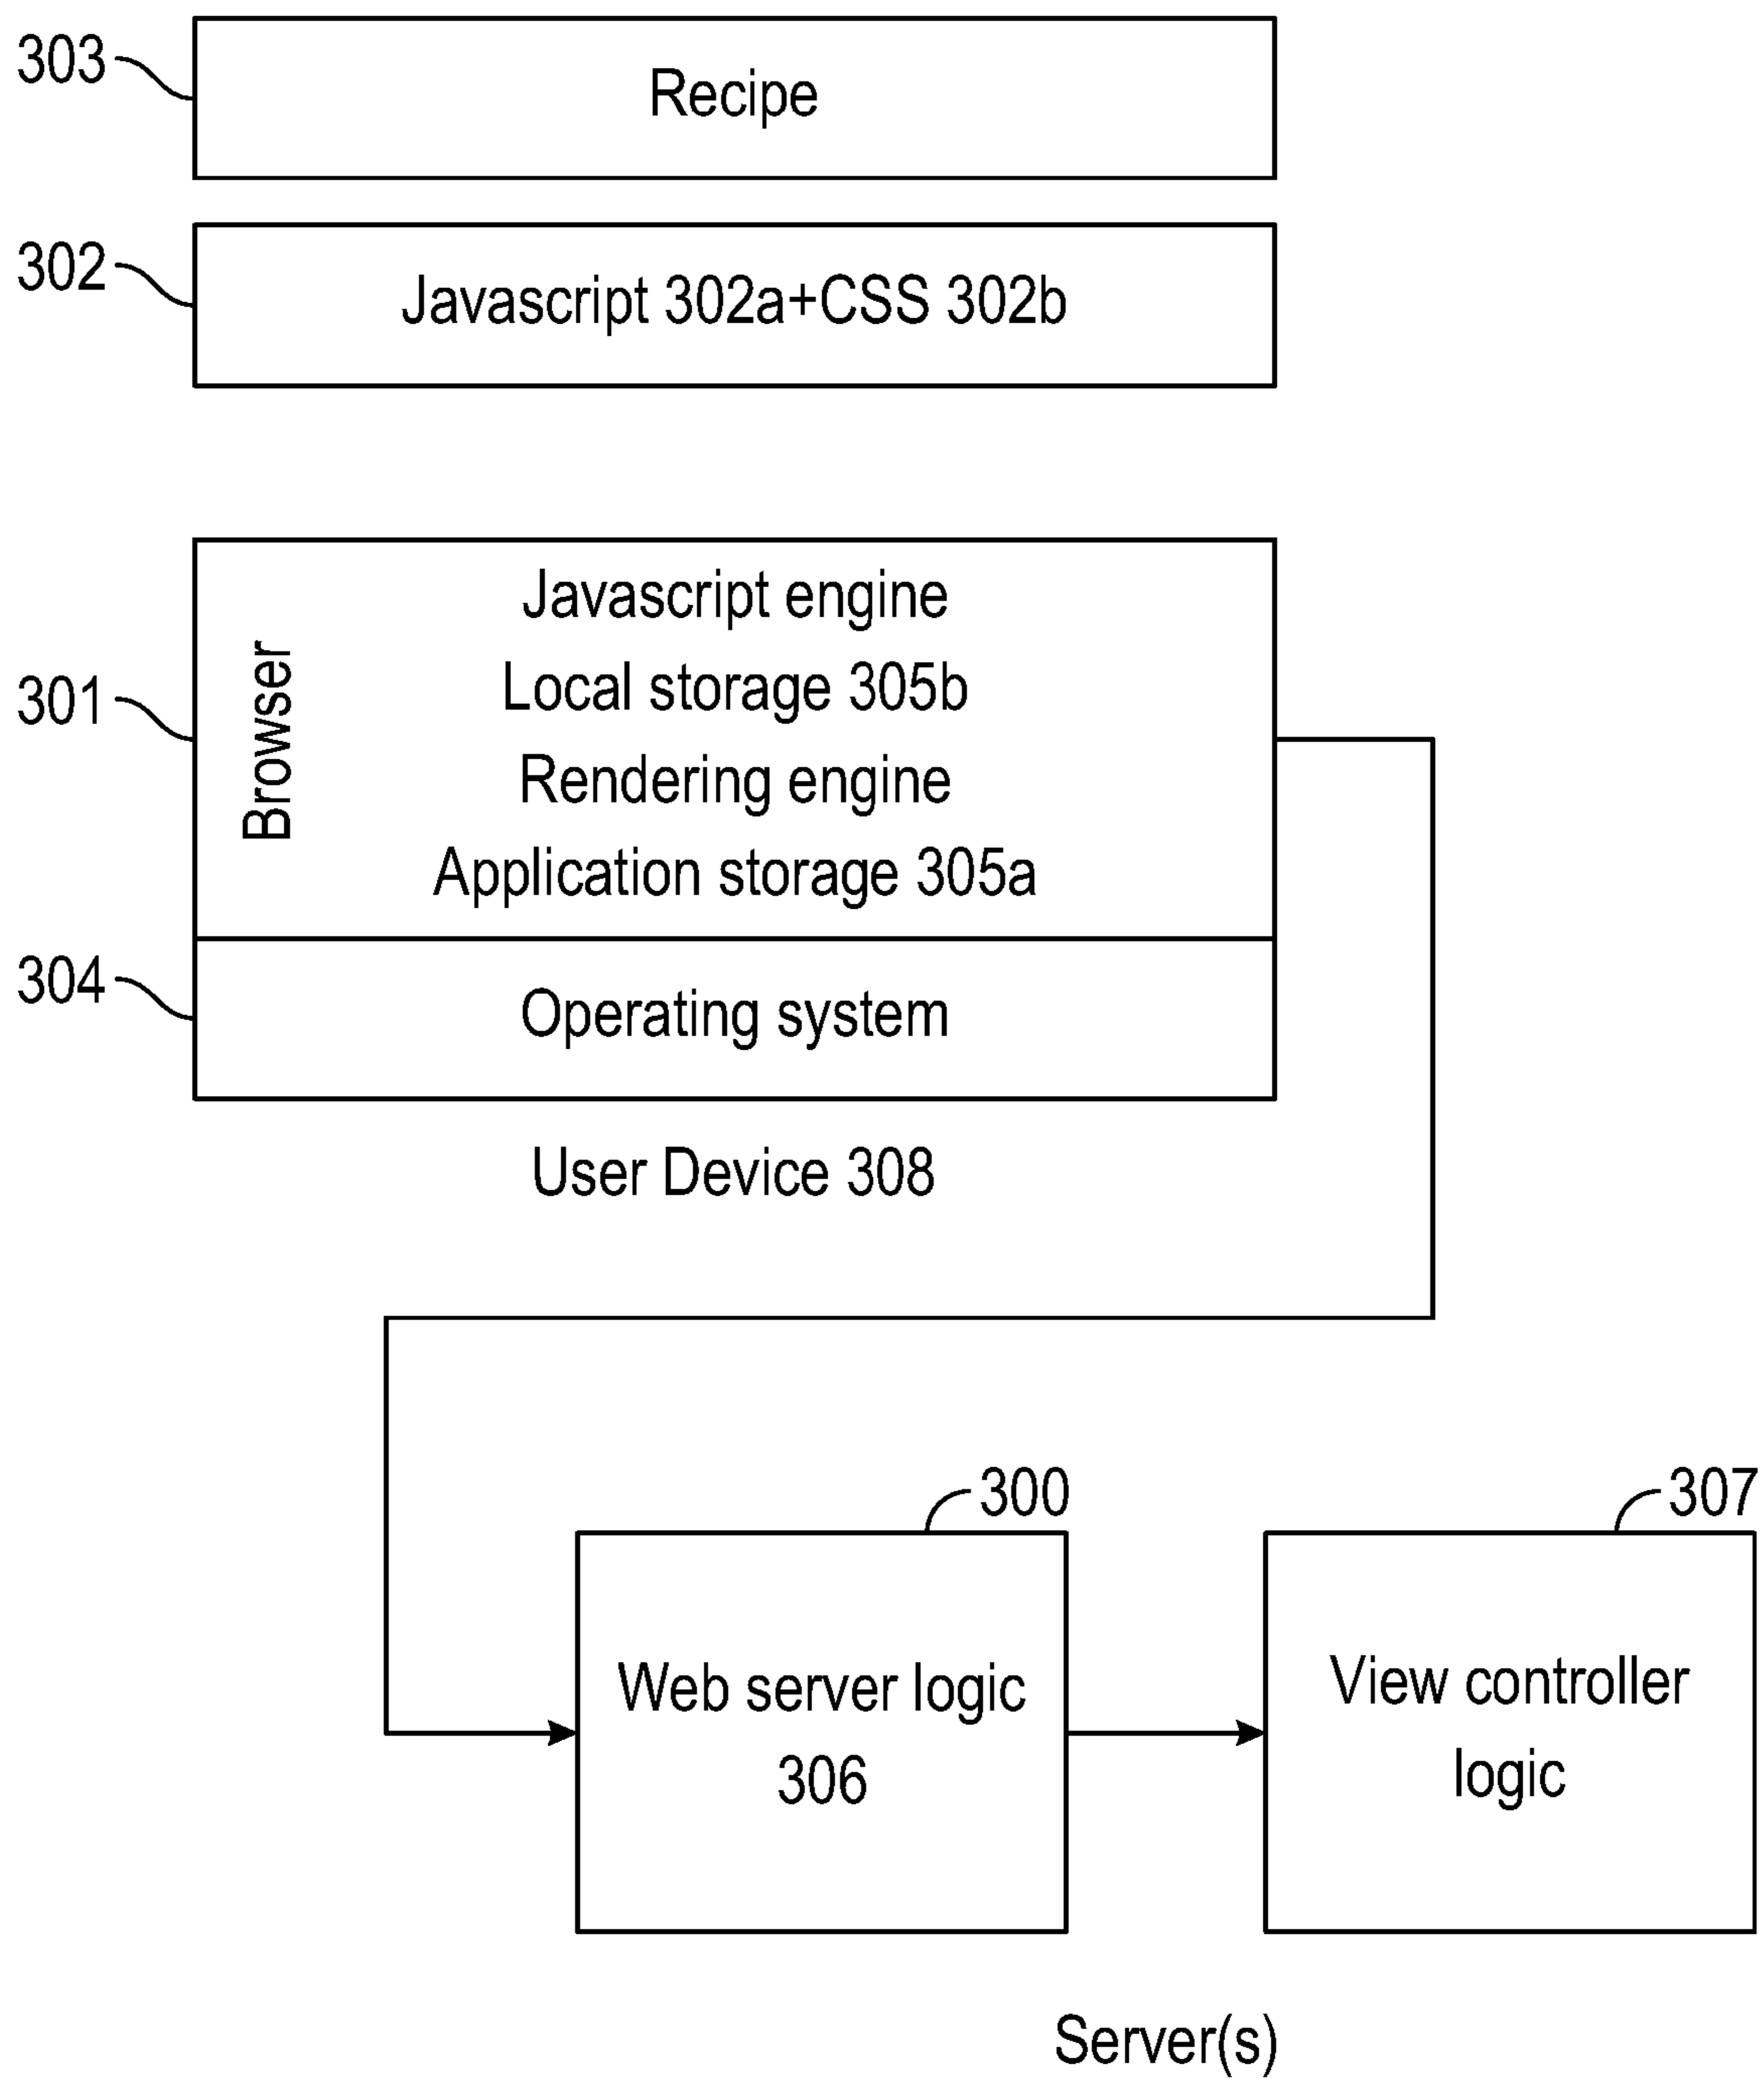 303
Recipe
302
Javascript 302a+CSS 302b
301
Browser
Javascript engine
Local storage 305b
Rendering engine
Application storage 305a
304
Operating system
User Device 308
300
307
Web server logic
306
View controller
logic
Server(s)